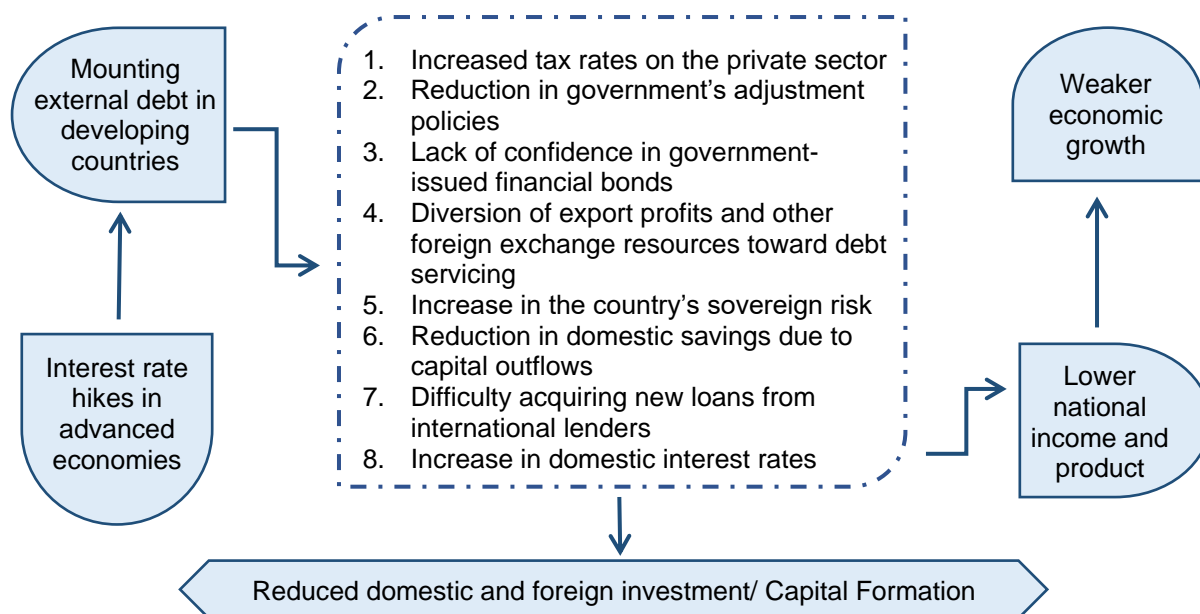 Mounting
external debt in
developing
countries
Interest rate
hikes in
advanced
economies
1. Increased tax rates on the private sector
2. Reduction in government’s adjustment
policies
3. Lack of confidence in government-
issued financial bonds
4. Diversion of export profits and other
foreign exchange resources toward debt
servicing
5. Increase in the country’s sovereign risk
6. Reduction in domestic savings due to
capital outflows
7. Difficulty acquiring new loans from
international lenders
8. Increase in domestic interest rates
Weaker
economic
growth
Lower
national
income and
product
Reduced domestic and foreign investment/ Capital Formation